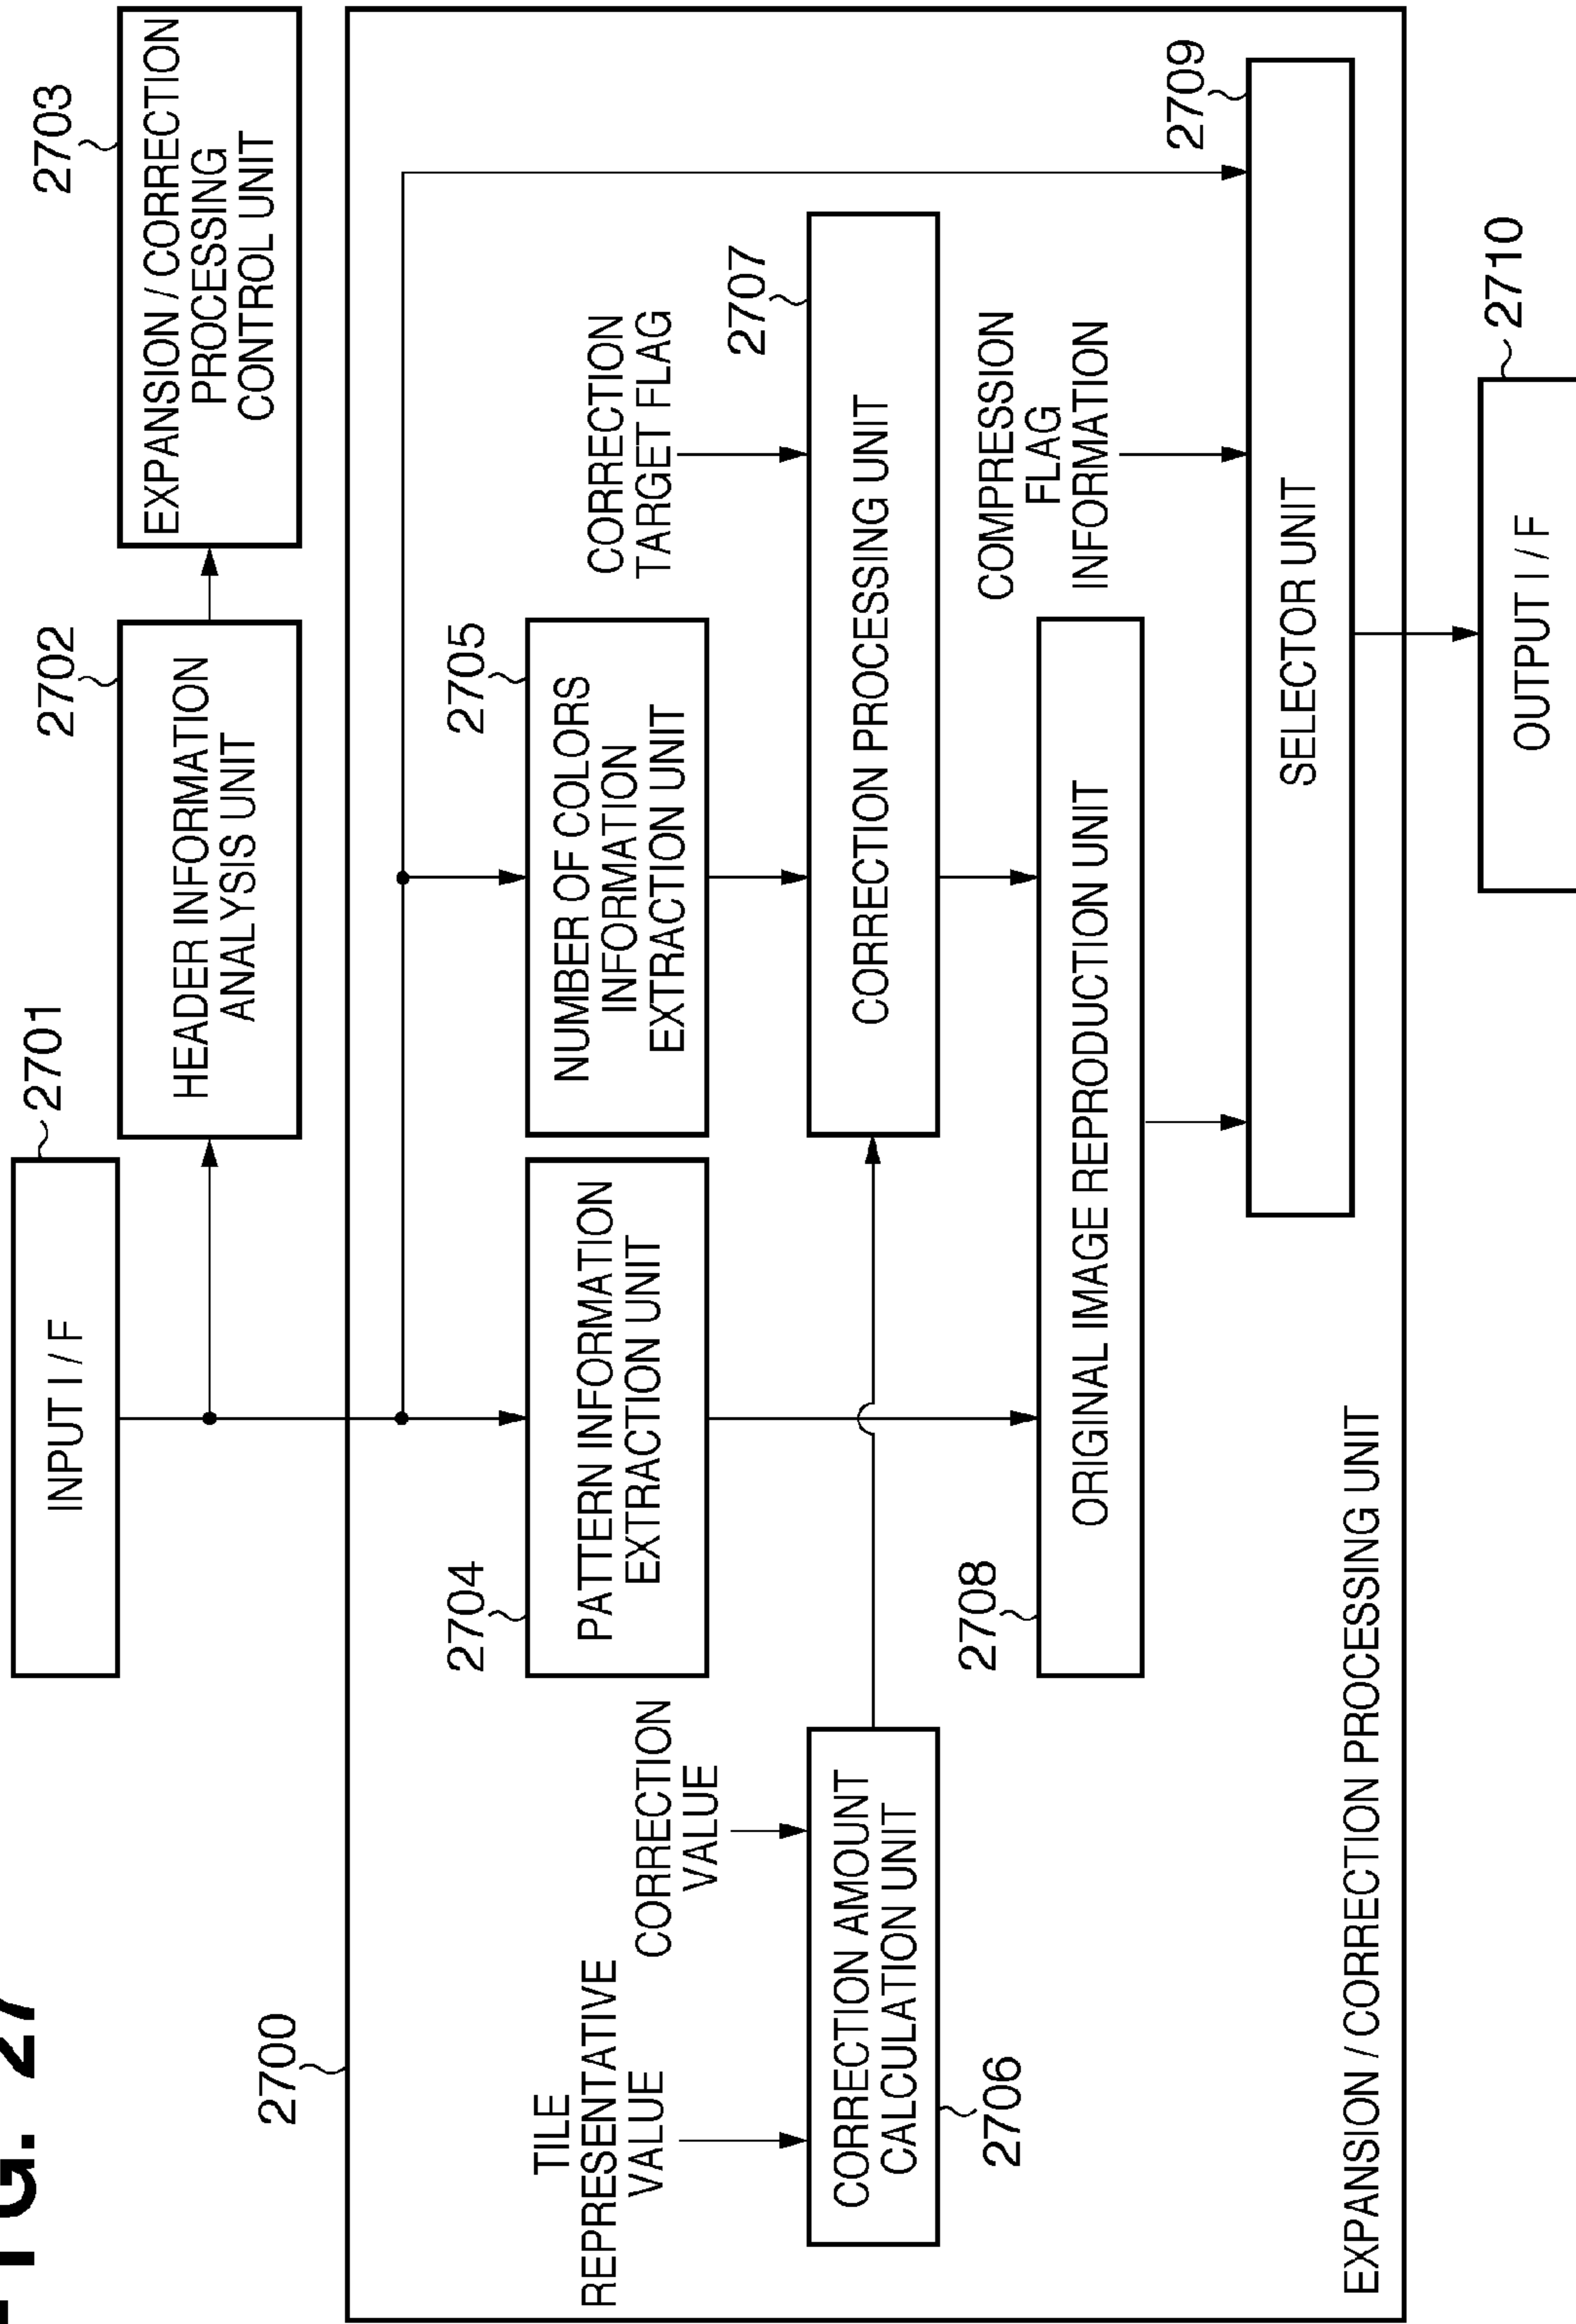 FIG. 27
INPUT I / F
2701
HEADER INFORMATION
ANALYSIS UNIT
2702
EXPANSION / CORRECTION
PROCESSING
CONTROL UNIT
2703
2700
2704
PATTERN INFORMATION
EXTRACTION UNIT
2705
NUMBER OF COLORS
INFORMATION
EXTRACTION UNIT
TILE
REPRESENTATIVE
VALUE
CORRECTION
VALUE
CORRECTION
TARGET FLAG
2707
CORRECTION AMOUNT
CALCULATION UNIT
2706
CORRECTION PROCESSING UNIT
2708
ORIGINAL IMAGE REPRODUCTION UNIT
COMPRESSION
FLAG
INFORMATION
2709
SELECTOR UNIT
EXPANSION / CORRECTION PROCESSING UNIT
OUTPUT I / F
2710